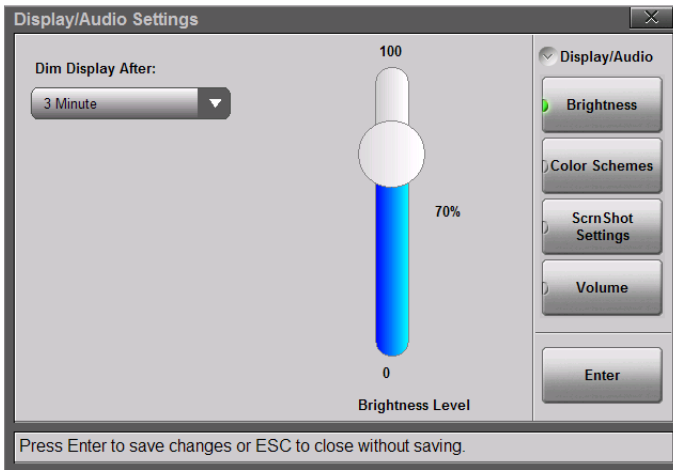 Display/Audio Settings
Dim Display After:
3 Minute
100
70%
0
Brightness Level
Display/Audio
Brightness
Color Schemes
ScrnShot
Settings
Volume
Enter
Press Enter to save changes or ESC to close without saving.